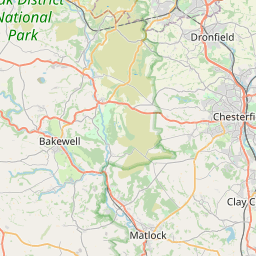 ak District
National
Park
Dronfield
Chesterfi
Bakewell
Clay C
Matlock